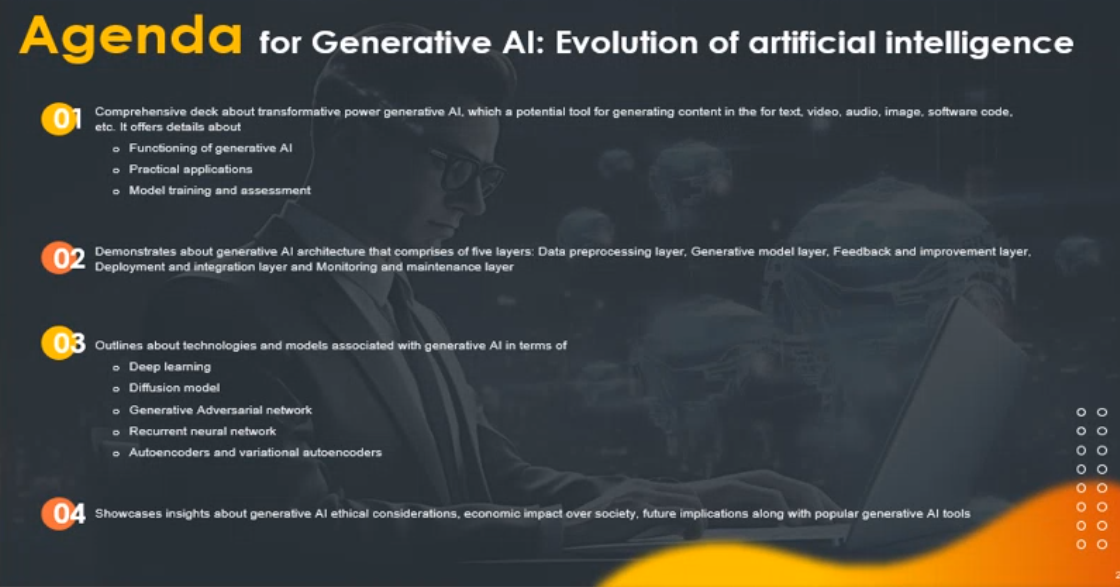 Agenda for Generative AI: Evolution of artificial intelligence
01 Comprehensive deck about transformative power generative AI, which a potential tool for generating content in the for text, video, audio, image, software code,
etc. It offers details about
o Functioning of generative AI
o Practical applications
o Model training and assessment
02 Demonstrates about generative AI architecture that comprises of five layers: Data preprocessing layer, Generative model layer, Feedback and improvement layer,
Deployment and integration layer and Monitoring and maintenance layer
03 Outlines about technologies and models associated with generative AI in terms of
o Deep learning
o Diffusion model
o Generative Adversarial network
o Recurrent neural network
o Autoencoders and variational autoencoders
04 Showcases insights about generative AI ethical considerations, economic impact over society, future implications along with popular generative AI tools